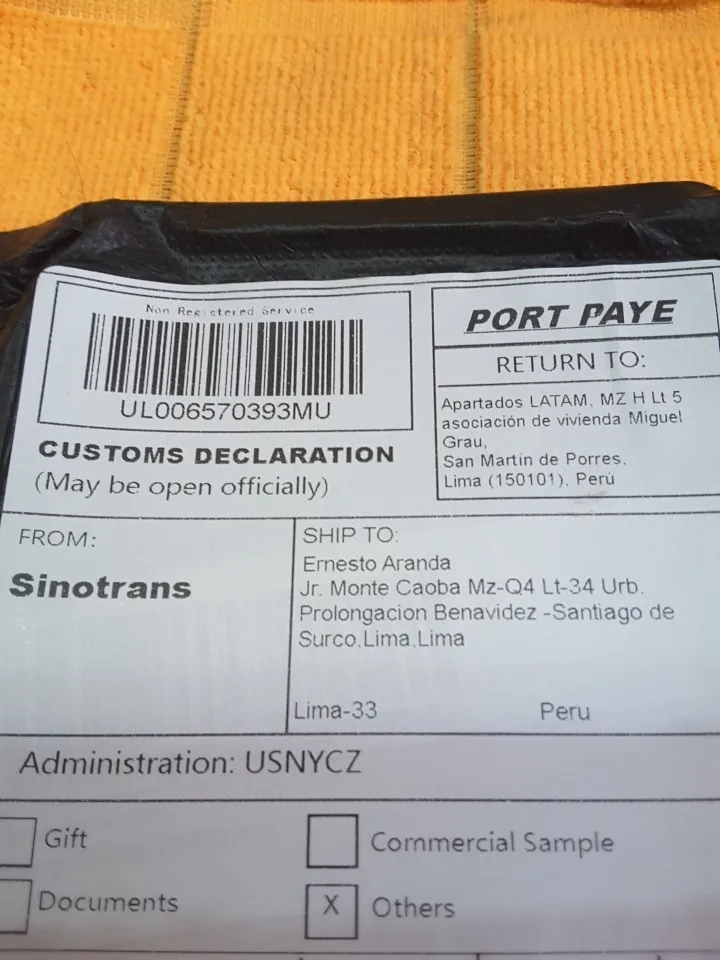 Non Registered Service
UL006570393MU
CUSTOMS DECLARATION
(May be open officially)
PORT PAYE
RETURN TO:
Apartados LATAM, MZ H Lt 5
asociación de vivienda Miguel
Grau,
San Martin de Porres,
Lima (150101), Perú
FROM:
Sinotrans
SHIP TO:
Ernesto Aranda
Jr. Monte Caoba Mz-Q4 Lt-34 Urb.
Prolongacion Benavidez -Santiago de
Surco,Lima,Lima
Lima-33 Peru
Administration: USNYCZ
Gift
Commercial Sample
Documents
X Others